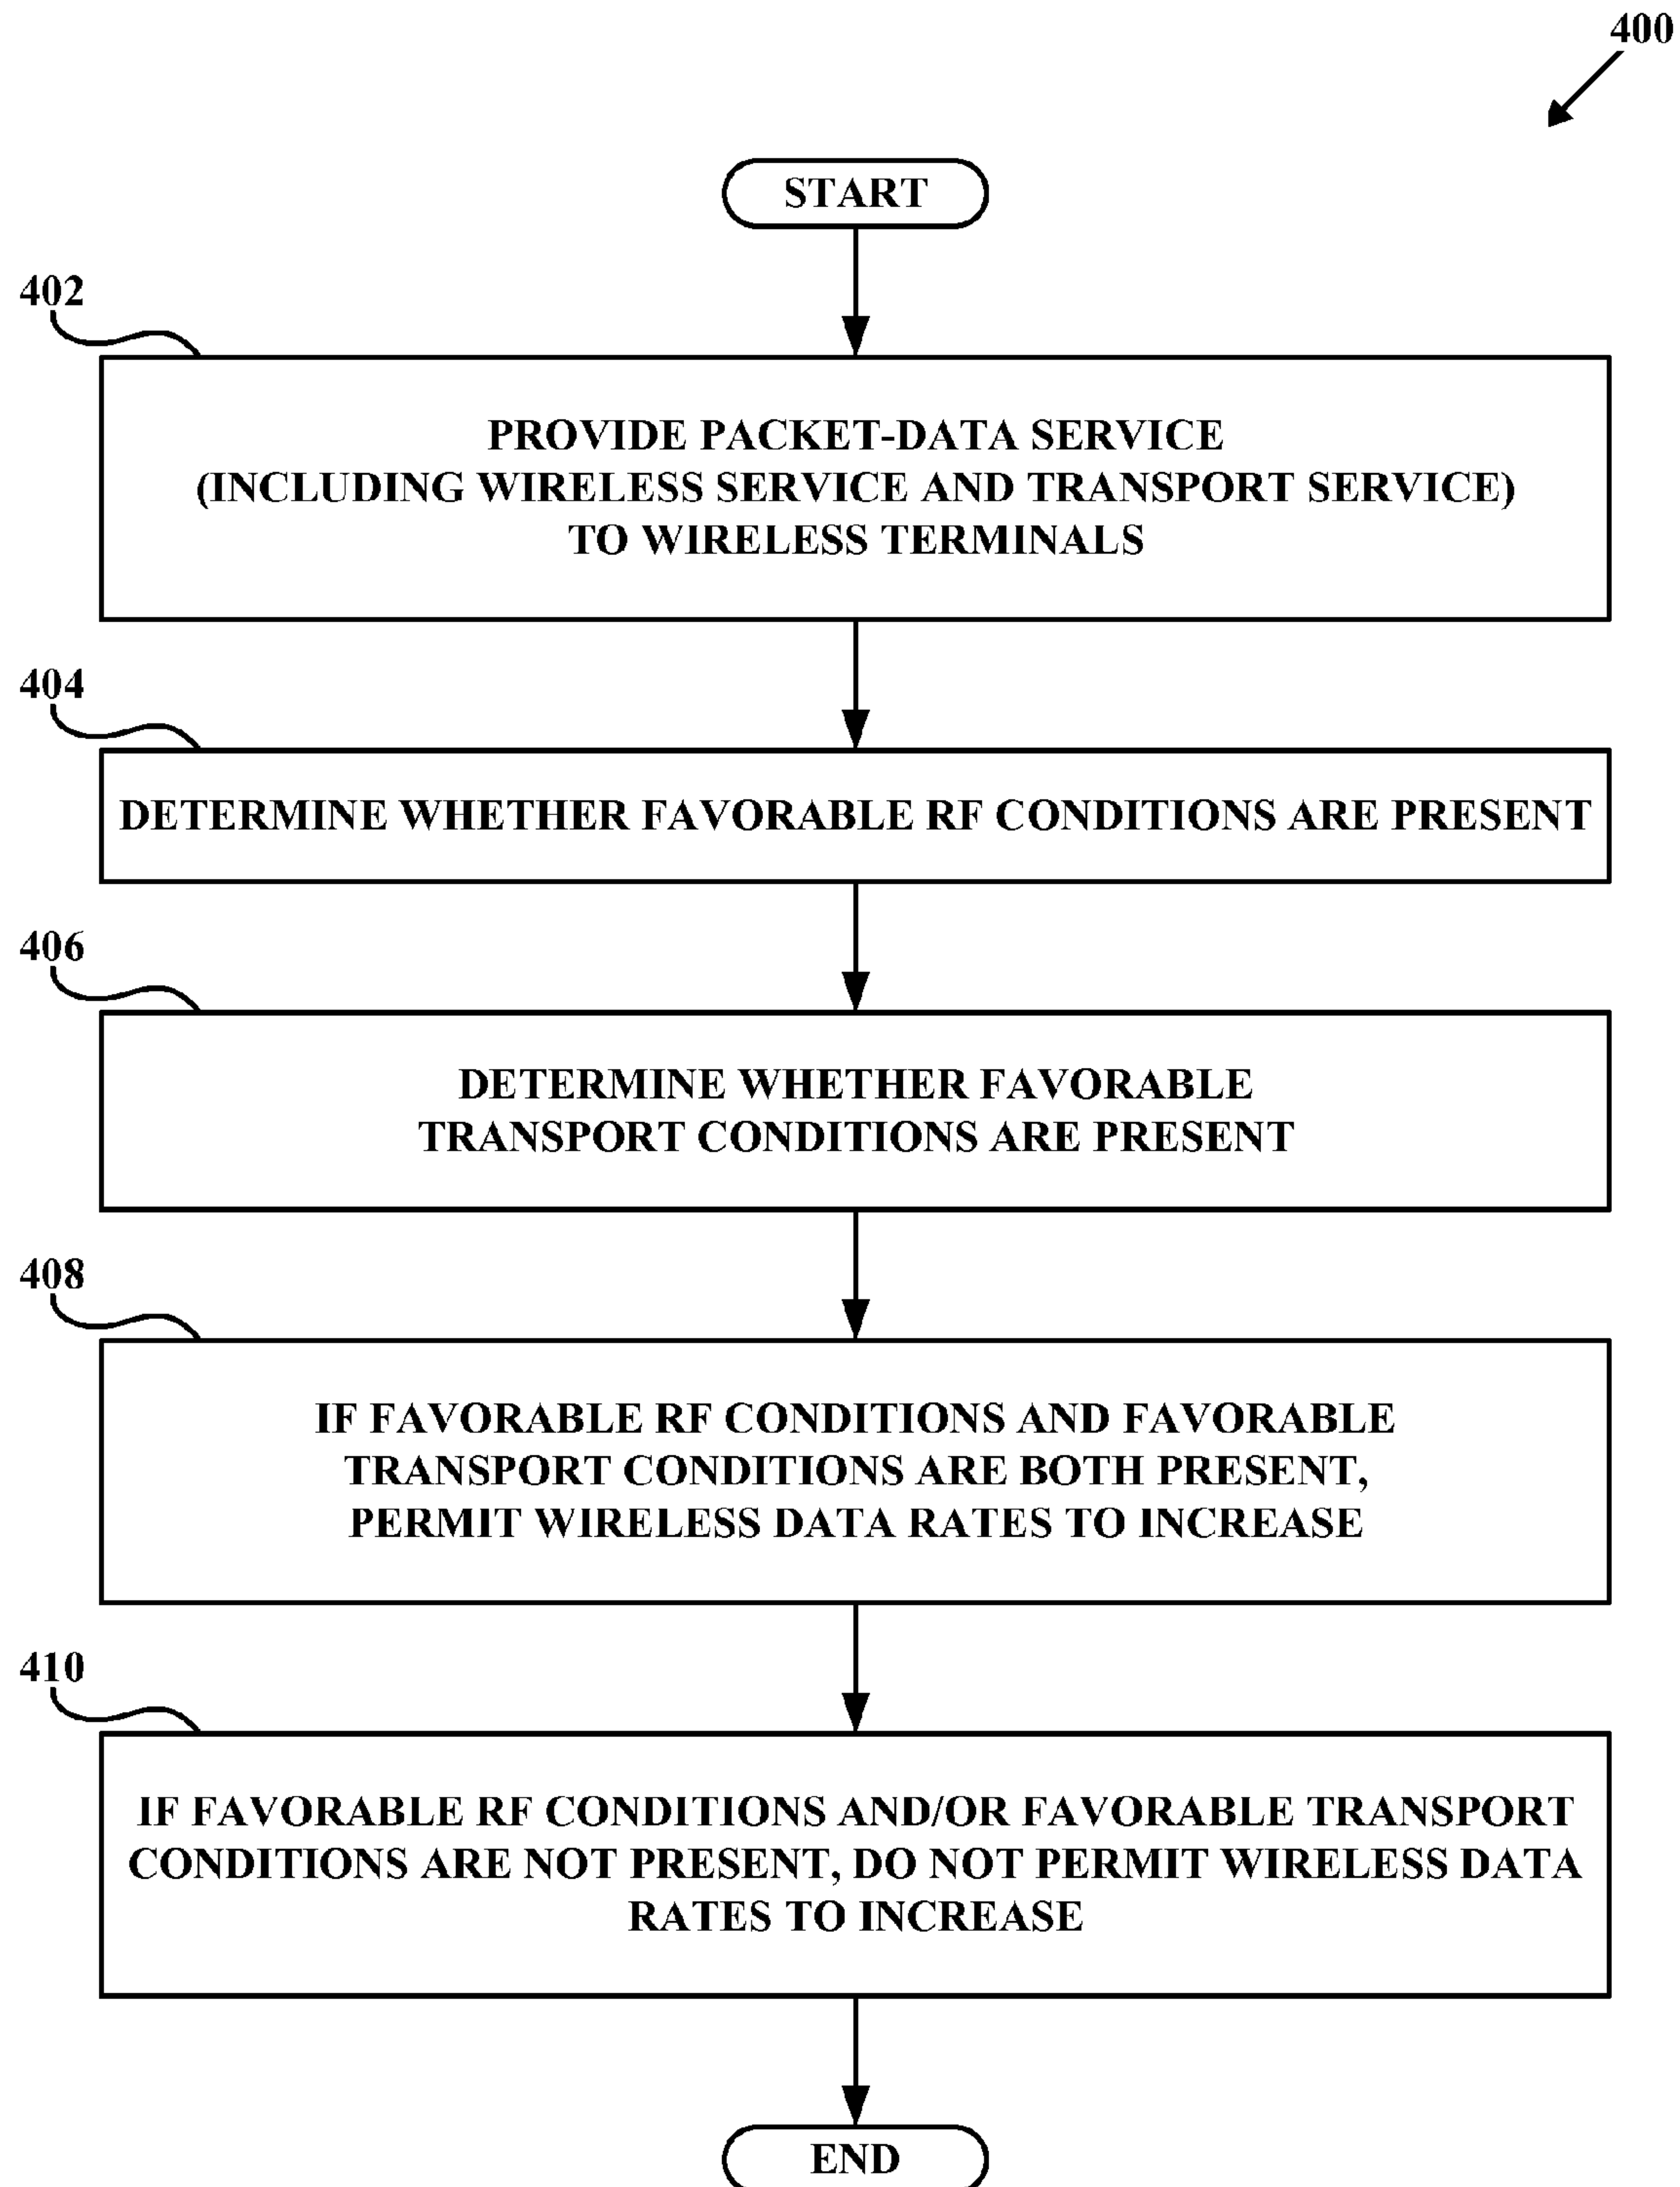 400
START
402
PROVIDE PACKET-DATA SERVICE
(INCLUDING WIRELESS SERVICE AND TRANSPORT SERVICE)
TO WIRELESS TERMINALS
404
DETERMINE WHETHER FAVORABLE RF CONDITIONS ARE PRESENT
406
DETERMINE WHETHER FAVORABLE
TRANSPORT CONDITIONS ARE PRESENT
408
IF FAVORABLE RF CONDITIONS AND FAVORABLE
TRANSPORT CONDITIONS ARE BOTH PRESENT,
PERMIT WIRELESS DATA RATES TO INCREASE
410
IF FAVORABLE RF CONDITIONS AND/OR FAVORABLE TRANSPORT
CONDITIONS ARE NOT PRESENT, DO NOT PERMIT WIRELESS DATA
RATES TO INCREASE
END